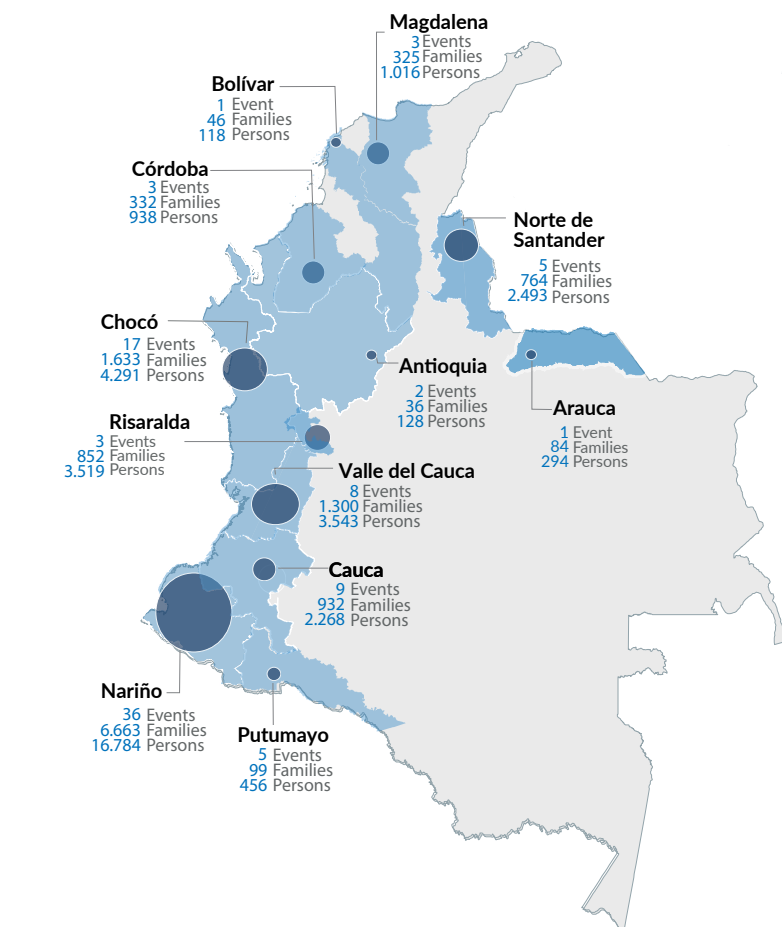 Magdalena
3 Events
325 Families
1.016 Persons
Bolívar
1 Event
46 Families
118 Persons
Córdoba
3 Events
332 Families
938 Persons
Norte de
Santander
5 Events
764 Families
2.493 Persons
Chocó
17 Events
1.633 Families
4.291 Persons
Antioquia
2 Events
36 Families
128 Persons
Arauca
1 Event
84 Families
294 Persons
Risaralda
3 Events
852 Families
3.519 Persons
Valle del Cauca
8 Events
1.300 Families
3.543 Persons
Cauca
9 Events
932 Families
2.268 Persons
Nariño
36 Events
6.663 Families
16.784 Persons
Putumayo
5 Events
99 Families
456 Persons